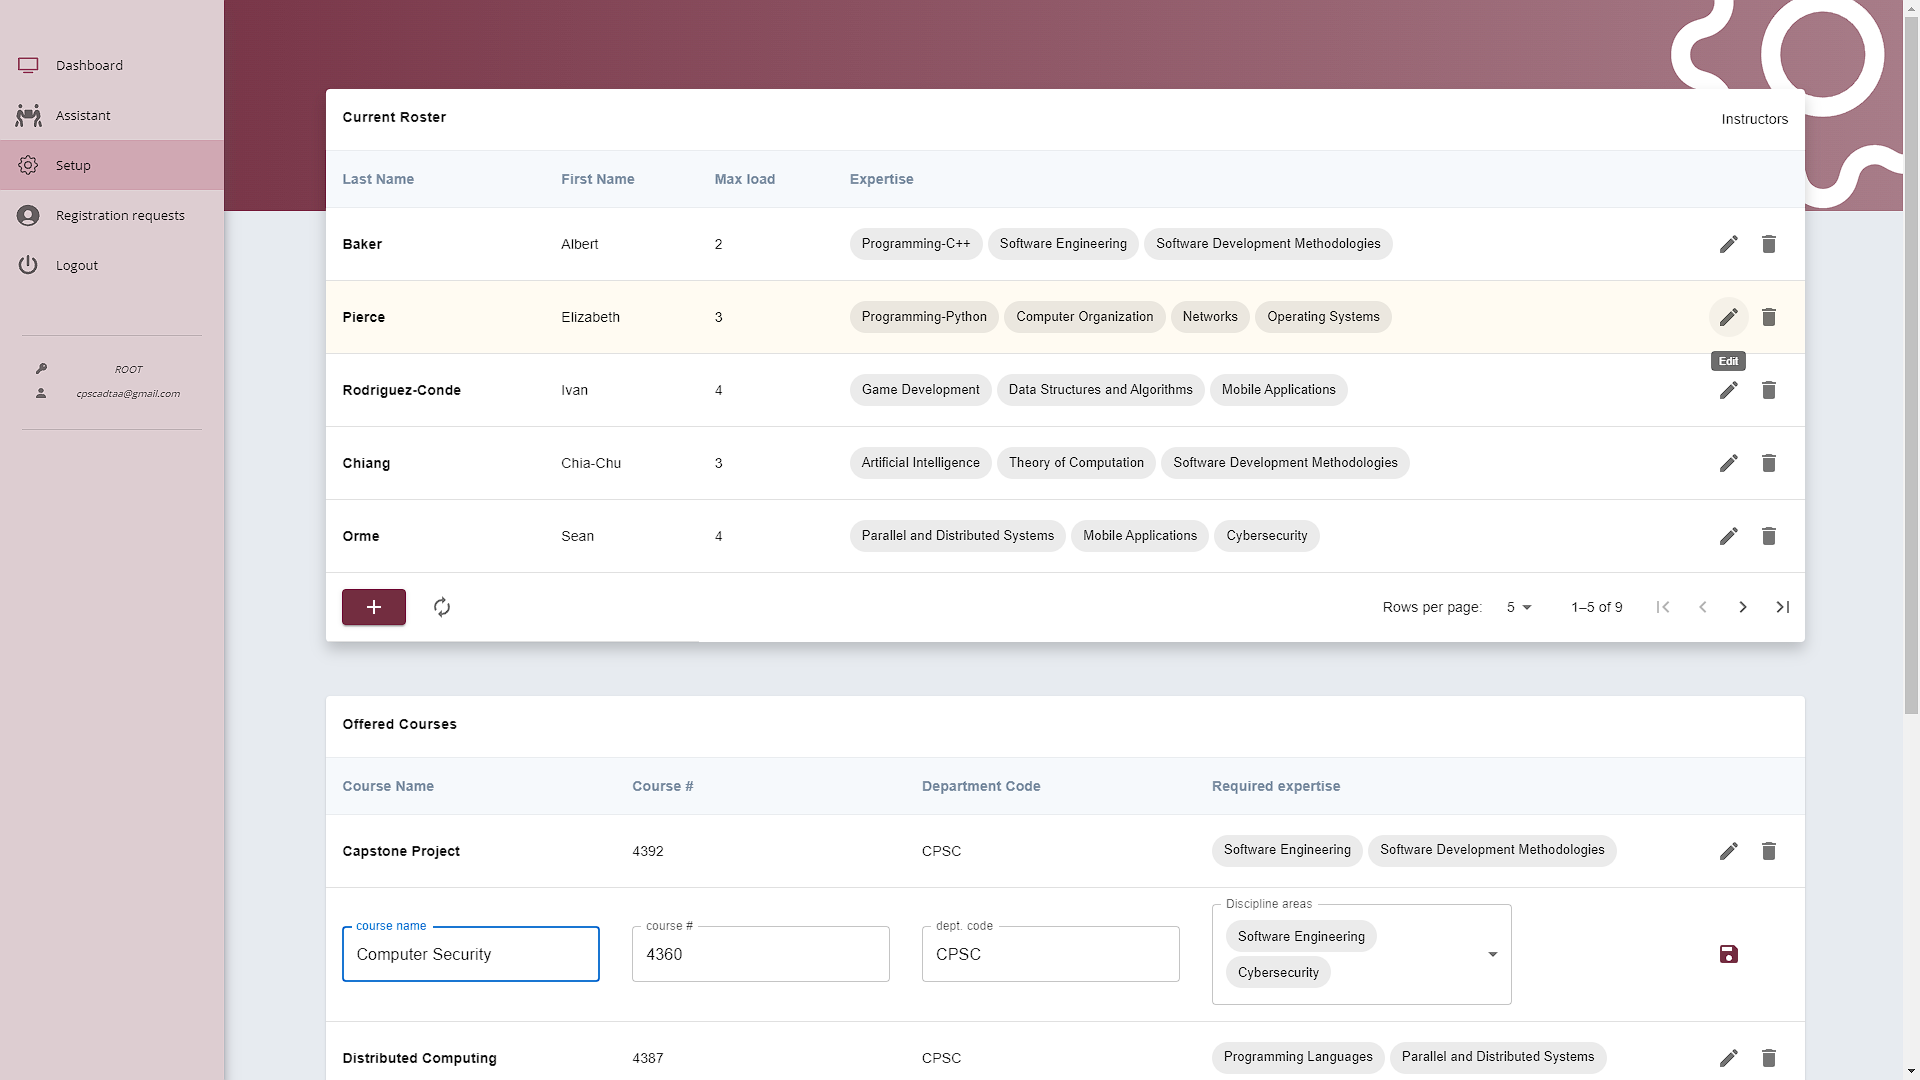 Dashboard
Assistant
Setup
Registration requests
Logout
ROOT
cpscadtaa@gmail.com
Current Roster
Instructors
Last Name First Name Max load Expertise
Baker Albert 2 Programming-C++ Software Engineering Software Development Methodologies
Pierce Elizabeth 3 Programming-Python Computer Organization Networks Operating Systems
Edit
Rodriguez-Conde Ivan 4 Game Development Data Structures and Algorithms Mobile Applications
Chiang Chia-Chu 3 Artificial Intelligence Theory of Computation Software Development Methodologies
Orme Sean 4 Parallel and Distributed Systems Mobile Applications Cybersecurity
Rows per page: 5 1–5 of 9
Offered Courses
Course Name Course # Department Code Required expertise
Capstone Project 4392 CPSC Software Engineering Software Development Methodologies
course name course # dept. code Discipline areas
Computer Security 4360 CPSC Software Engineering
Cybersecurity
Distributed Computing 4387 CPSC Programming Languages Parallel and Distributed Systems